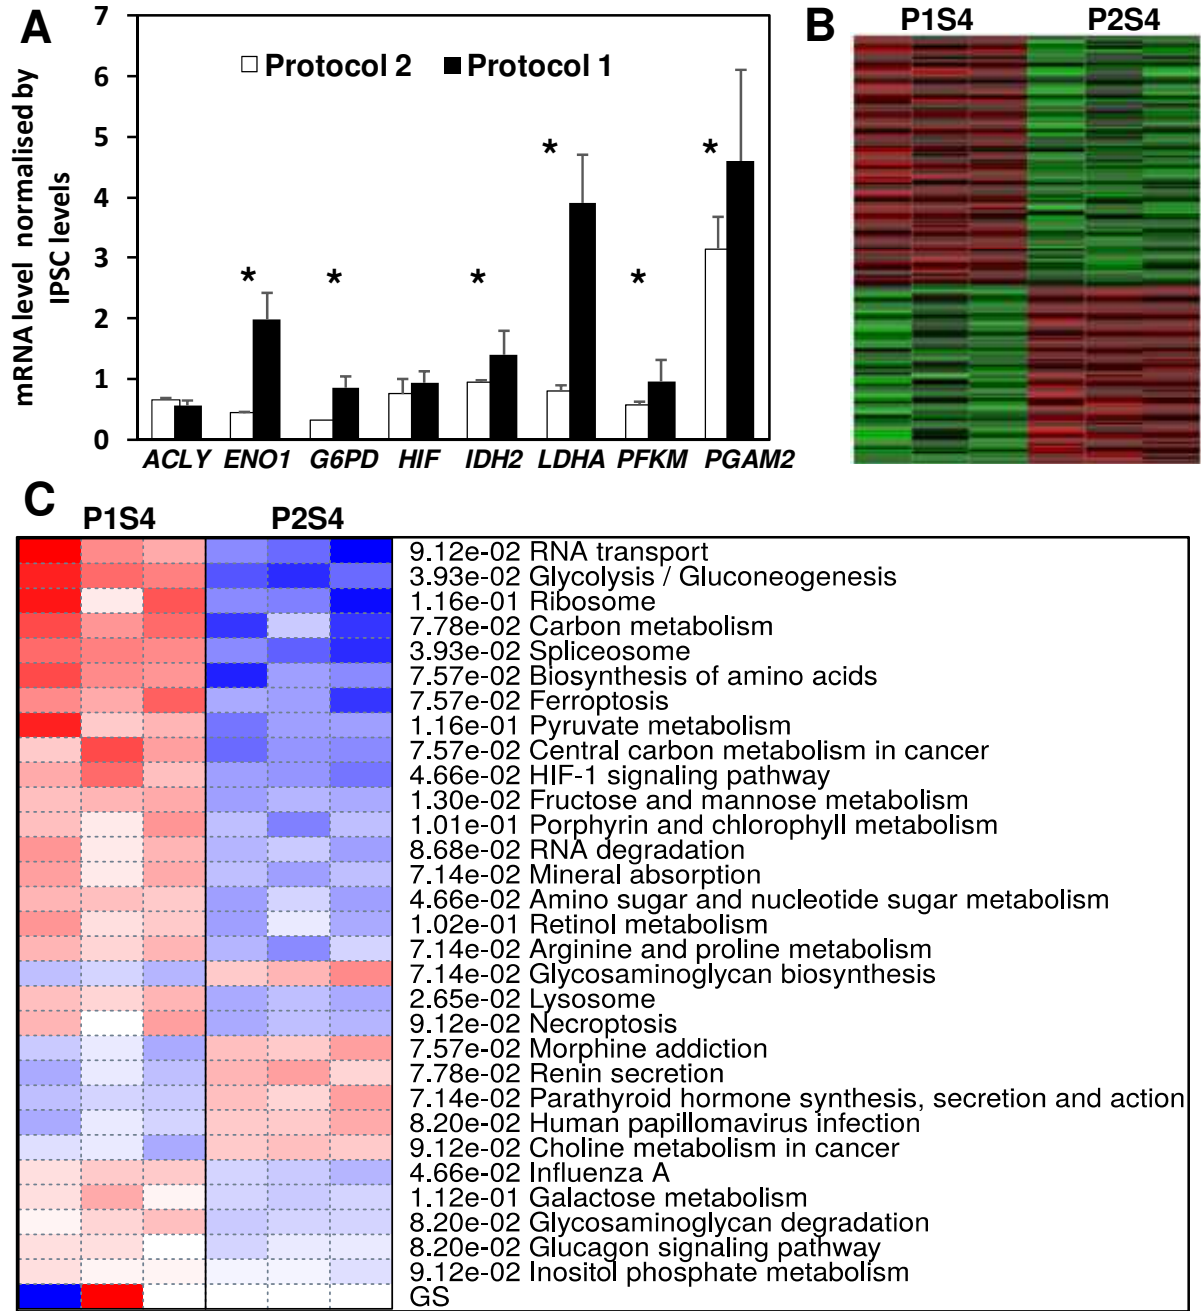 A
B
P1S4 P2S4
7
6
5
4
3
2
1
0
mRNA level normalised by
IPSC levels
Protocol 2 Protocol 1
* * * * * *
ACLY ENO1 G6PD HIF IDH2 LDHA PFKM PGAM2
C
P1S4 P2S4
9.12e-02 RNA transport
3.93e-02 Glycolysis / Gluconeogenesis
1.16e-01 Ribosome
7.78e-02 Carbon metabolism
3.93e-02 Spliceosome
7.57e-02 Biosynthesis of amino acids
7.57e-02 Ferroptosis
1.16e-01 Pyruvate metabolism
7.57e-02 Central carbon metabolism in cancer
4.66e-02 HIF-1 signaling pathway
1.30e-02 Fructose and mannose metabolism
1.01e-01 Porphyrin and chlorophyll metabolism
8.68e-02 RNA degradation
7.14e-02 Mineral absorption
4.66e-02 Amino sugar and nucleotide sugar metabolism
1.02e-01 Retinol metabolism
7.14e-02 Arginine and proline metabolism
7.14e-02 Glycosaminoglycan biosynthesis
2.65e-02 Lysosome
9.12e-02 Necroptosis
7.57e-02 Morphine addiction
7.78e-02 Renin secretion
7.14e-02 Parathyroid hormone synthesis, secretion and action
8.20e-02 Human papillomavirus infection
9.12e-02 Choline metabolism in cancer
4.66e-02 Influenza A
1.12e-01 Galactose metabolism
8.20e-02 Glycosaminoglycan degradation
8.20e-02 Glucagon signaling pathway
9.12e-02 Inositol phosphate metabolism
GS